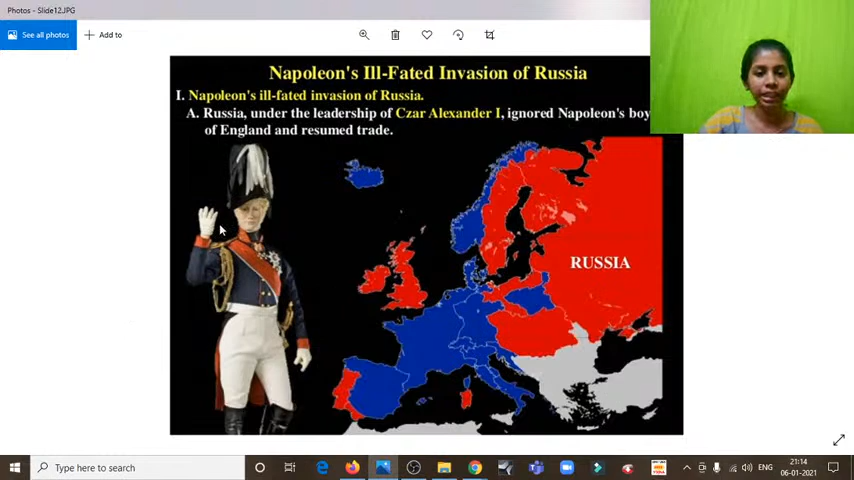 Photos - Slide12.JPG
See all photos
Add to
Napoleon's Ill-Fated Invasion of Russia
I. Napoleon's ill-fated invasion of Russia.
A. Russia, under the leadership of Czar Alexander I, ignored Napoleon's boy
of England and resumed trade.
RUSSIA
Type here to search
ENG
21:14
06-01-2021